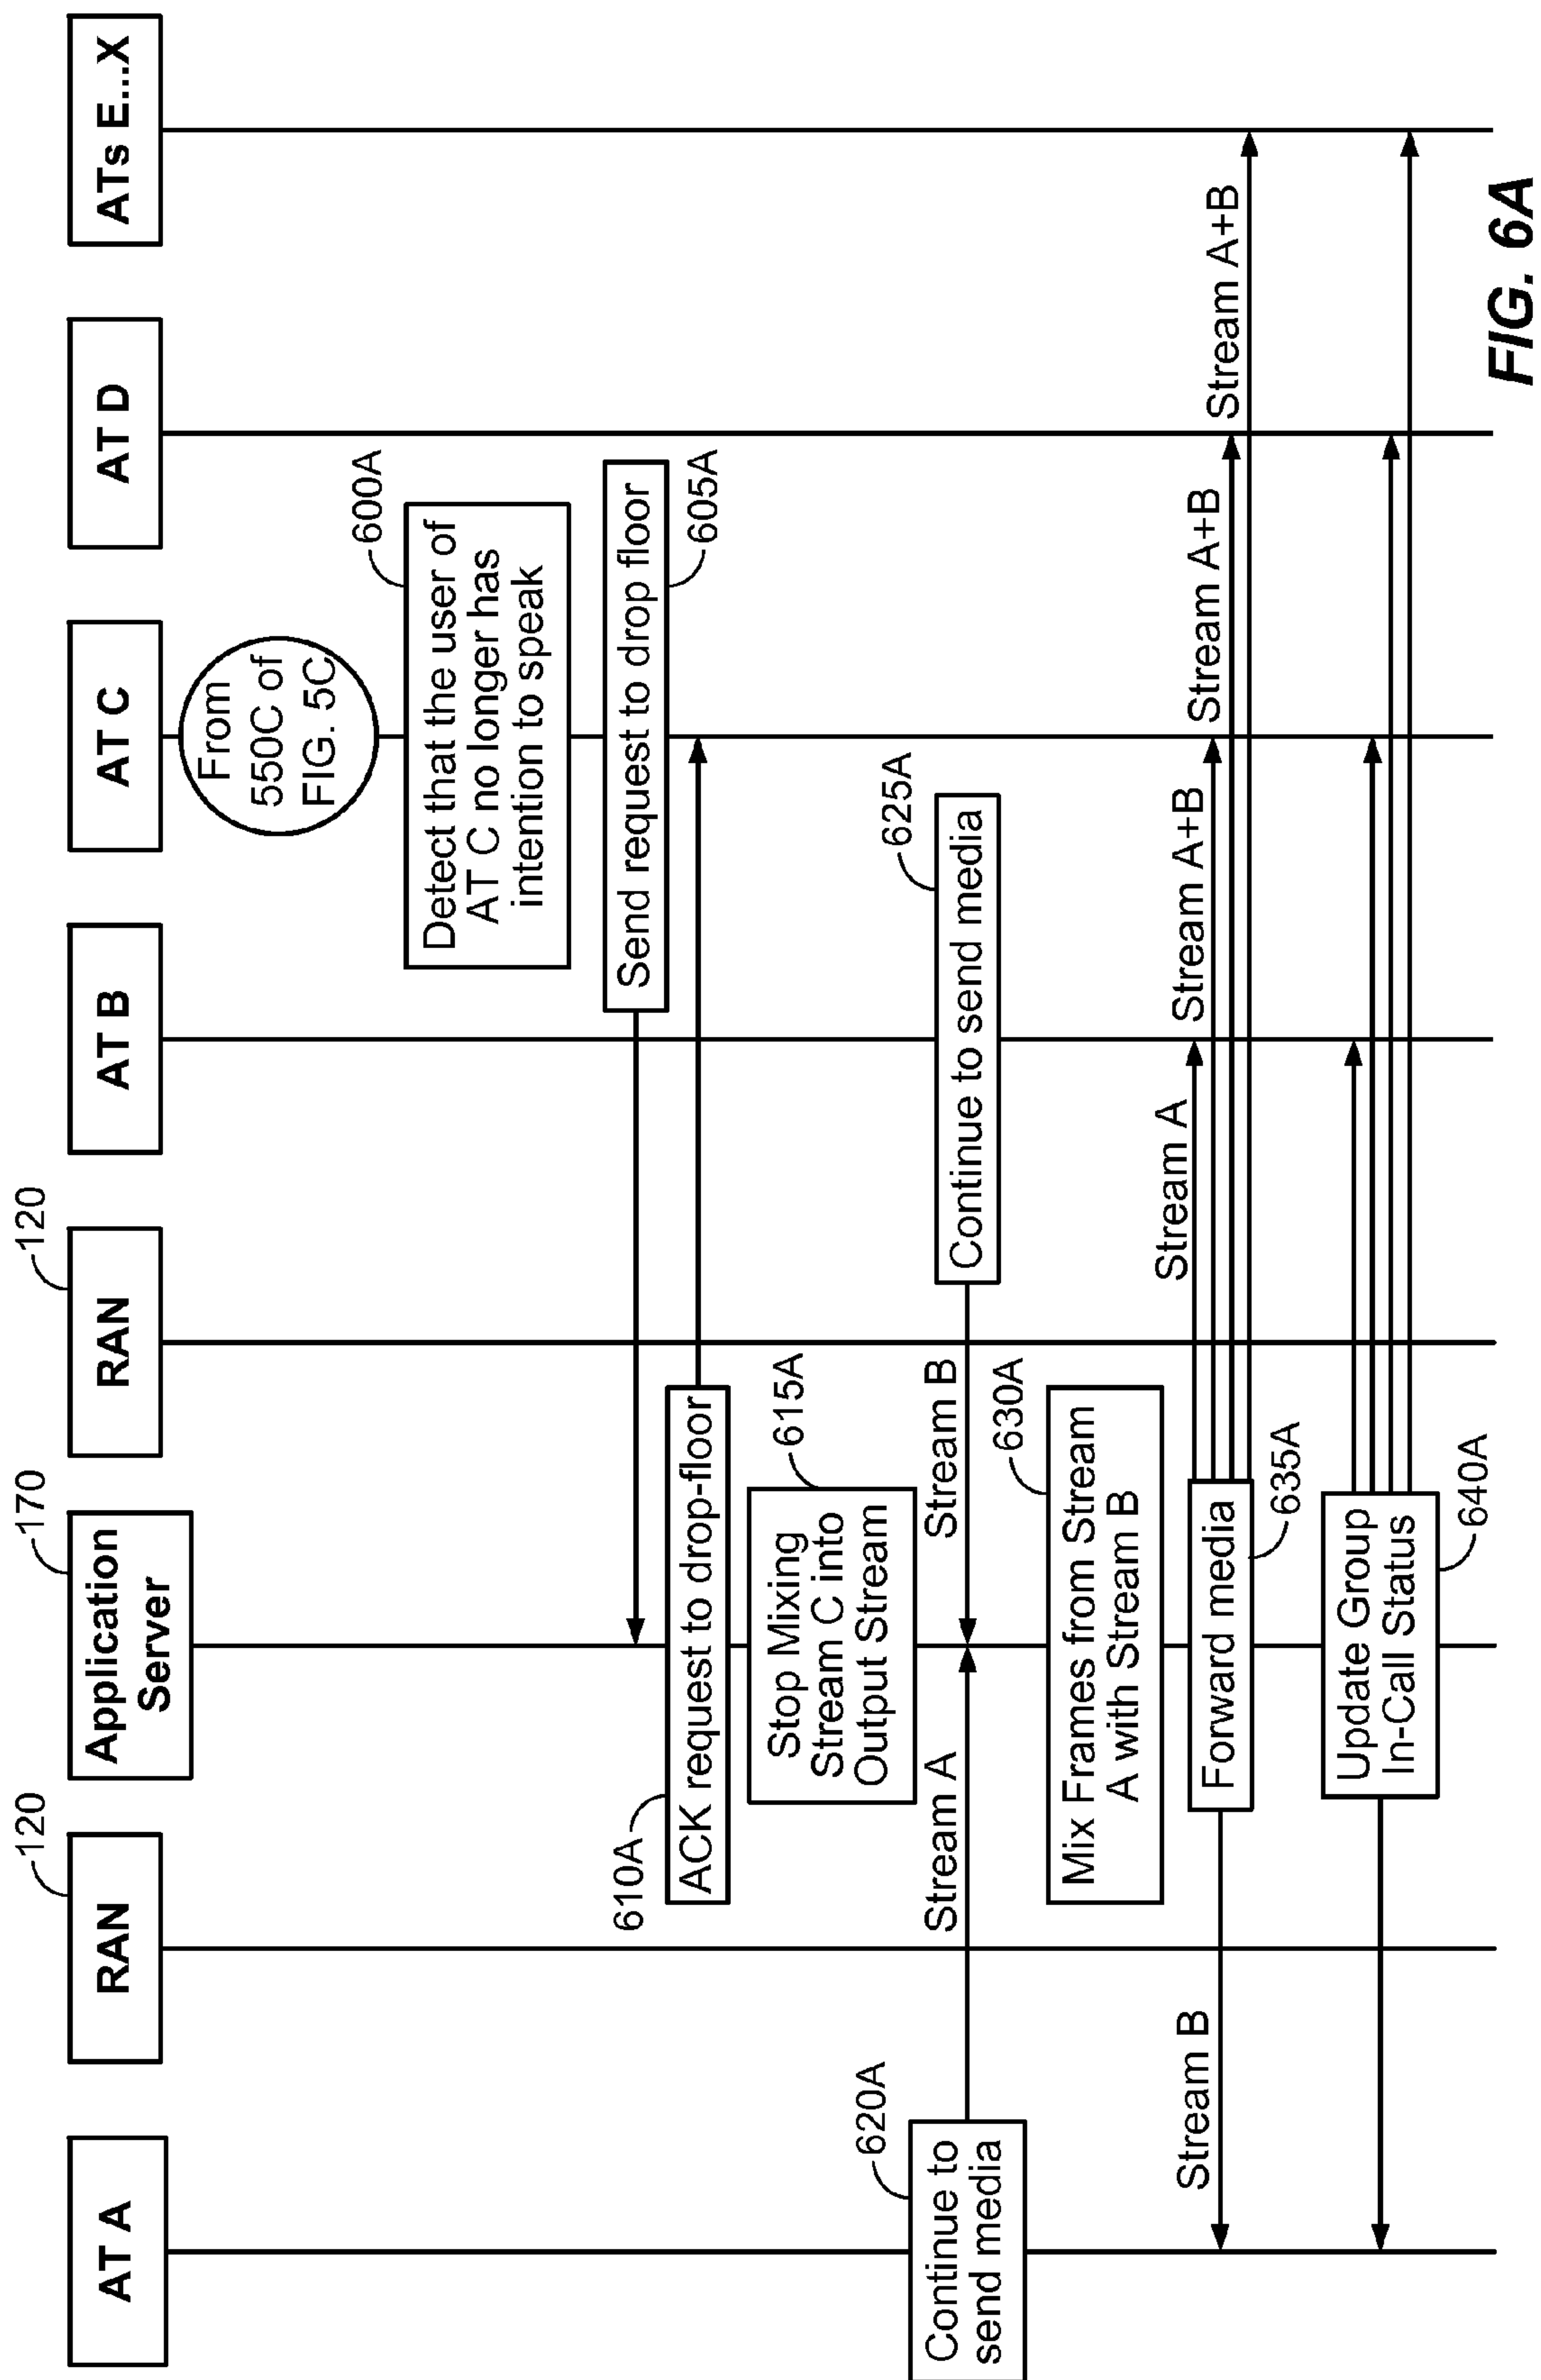 AT A
RAN
120
Application
Server
170
RAN
120
AT B
AT C
AT D
ATs E...X
From
550C of
FIG. 5C
Detect that the user of
AT C no longer has
intention to speak
600A
Send request to drop floor
605A
610A
ACK request to drop-floor
Stop Mixing
Stream C into
Output Stream
615A
Continue to
send media
620A
Stream A
Stream B
Continue to send media
625A
Mix Frames from Stream
A with Stream B
630A
Stream B
Forward media
635A
Stream A
Stream A+B
Stream A+B
Stream A+B
Update Group
In-Call Status
640A
FIG. 6A